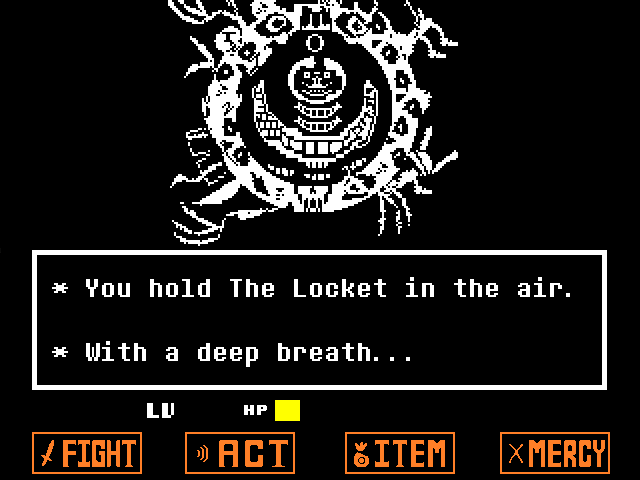 * You hold The Locket in the air.
* With a deep breath...
LV HP
FIGHT ACT ITEM MERCY